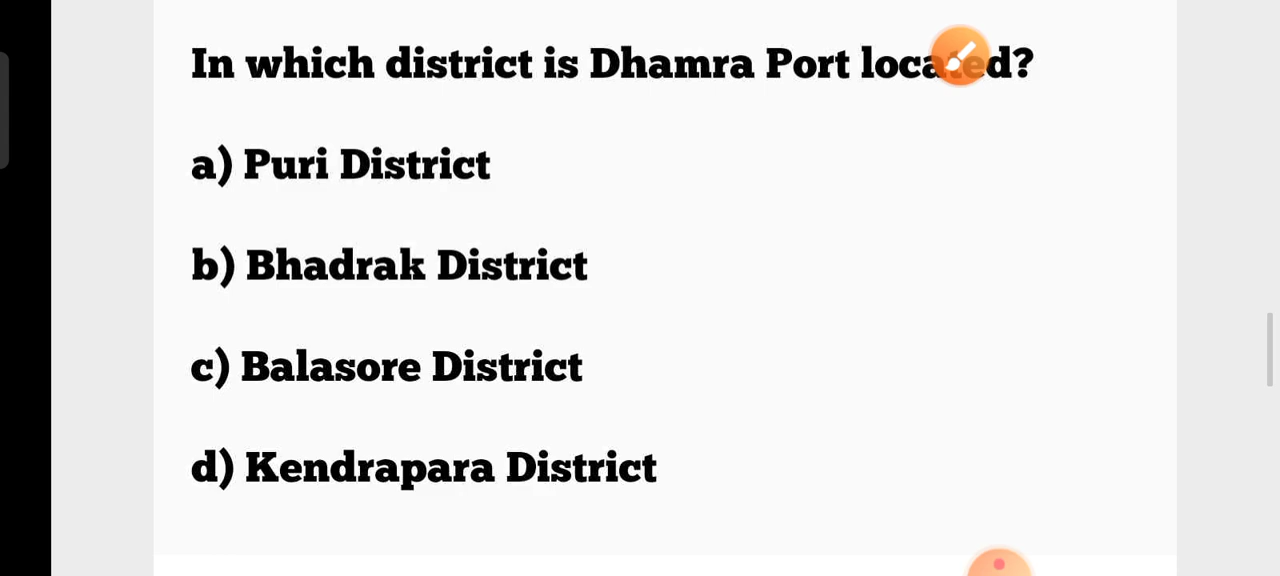 In which district is Dhamra Port located?
a) Puri District
b) Bhadrak District
c) Balasore District
d) Kendrapara District